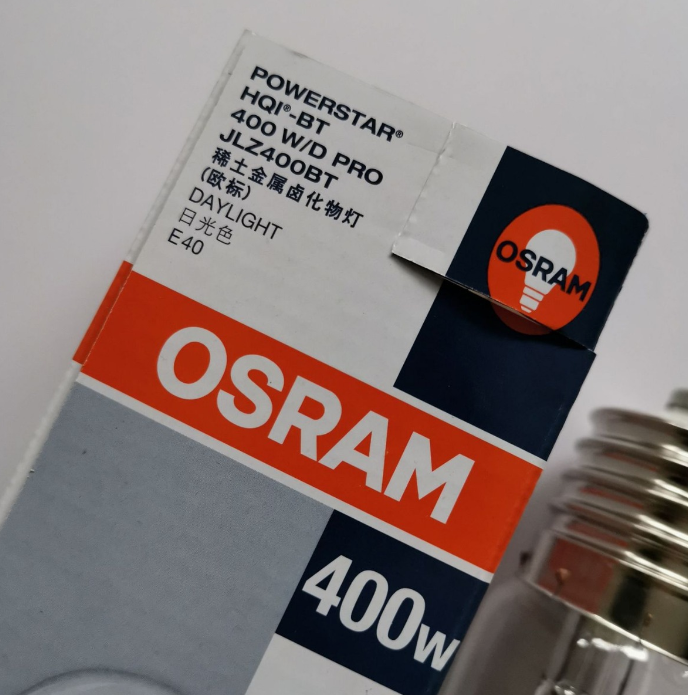 POWERSTAR®
HQI®-BT
400 W/D PRO
JLZ400BT
稀土金属卤化物灯
(欧标)
DAYLIGHT
日光色
E40
OSRAM
OSRAM
400W